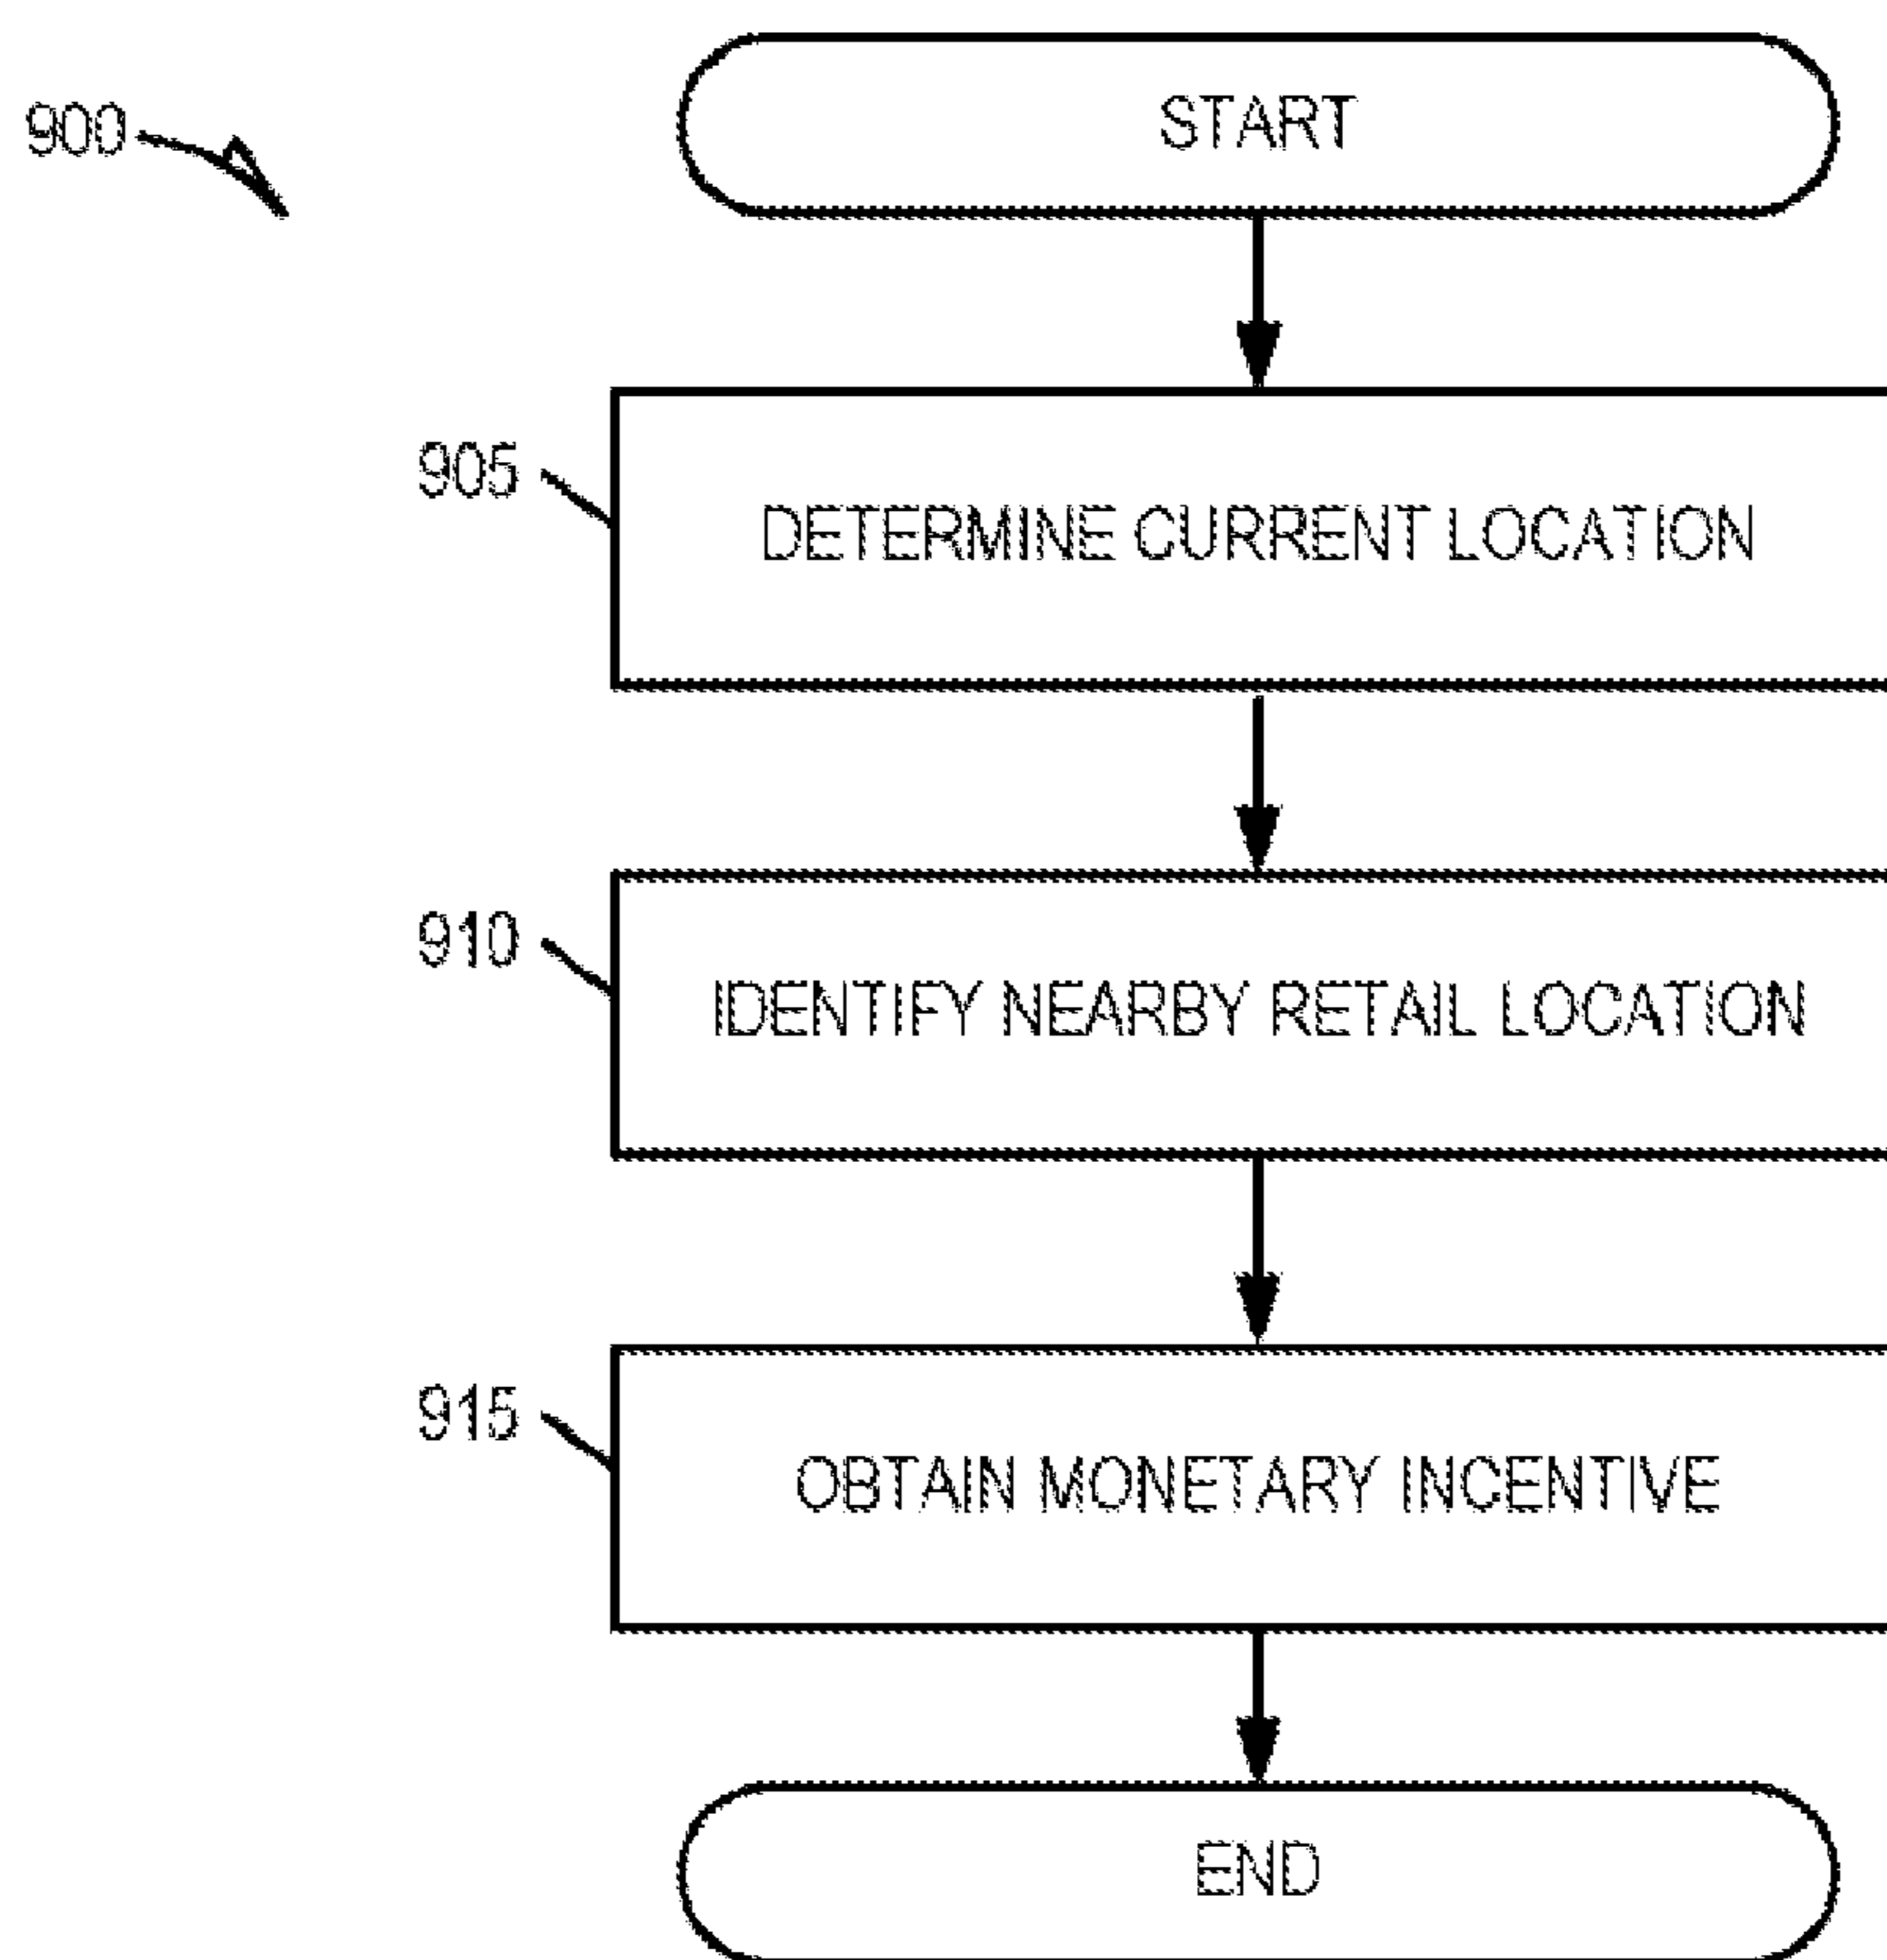 900
START
905
DETERMINE CURRENT LOCATION
910
IDENTIFY NEARBY RETAIL LOCATION
915
OBTAIN MONETARY INCENTIVE
END